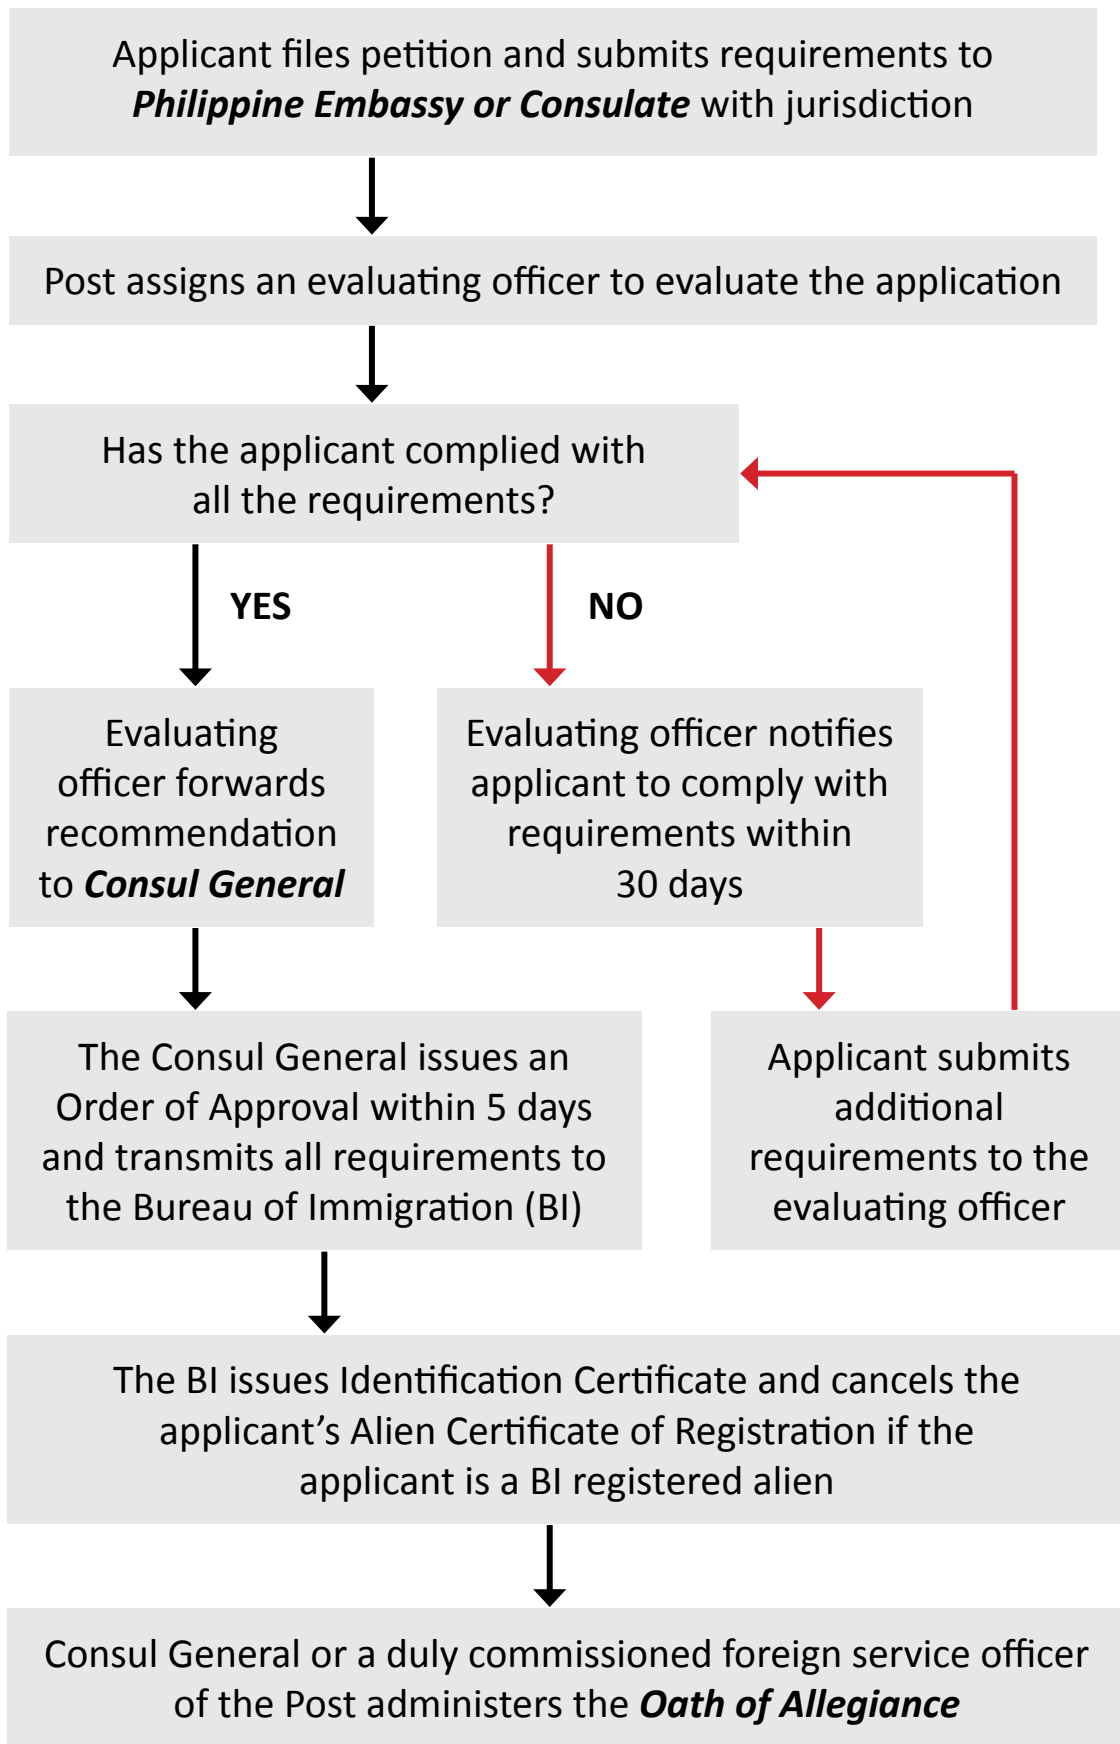 Applicant files petition and submits requirements to
Philippine Embassy or Consulate with jurisdiction
Post assigns an evaluating officer to evaluate the application
Has the applicant complied with
all the requirements?
YES
NO
Evaluating
officer forwards
recommendation
to Consul General
Evaluating officer notifies
applicant to comply with
requirements within
30 days
The Consul General issues an
Order of Approval within 5 days
and transmits all requirements to
the Bureau of Immigration (BI)
Applicant submits
additional
requirements to the
evaluating officer
The BI issues Identification Certificate and cancels the
applicant’s Alien Certificate of Registration if the
applicant is a BI registered alien
Consul General or a duly commissioned foreign service officer
of the Post administers the Oath of Allegiance